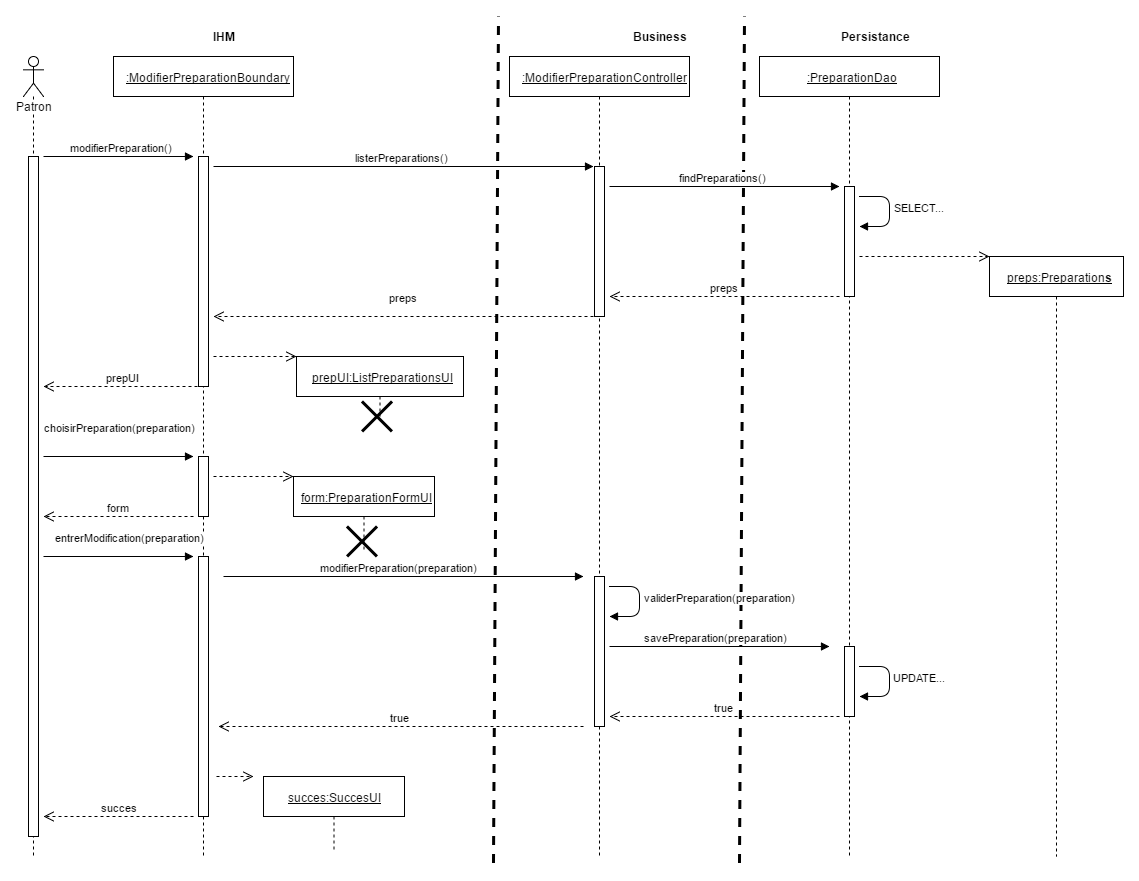 IHM
Business
Persistance
:ModifierPreparationBoundary
:ModifierPreparationController
:PreparationDao
Patron
modifierPreparation()
listerPreparations()
findPreparations()
SELECT...
preps:Preparations
preps
preps
prepUI:ListPreparationsUI
prepUI
choisirPreparation(preparation)
form:PreparationFormUI
form
entrerModification(preparation)
modifierPreparation(preparation)
validerPreparation(preparation)
savePreparation(preparation)
UPDATE...
true
true
succes:SuccesUI
succes